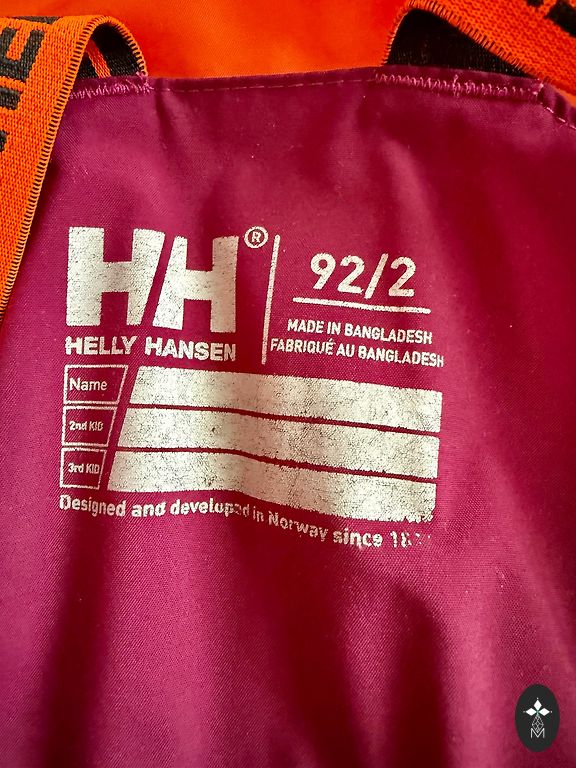 HH®
92/2
MADE IN BANGLADESH
FABRIQUÉ AU BANGLADESH
HELLY HANSEN
Name
2nd KID
3rd KID
Designed and developed in Norway since
M